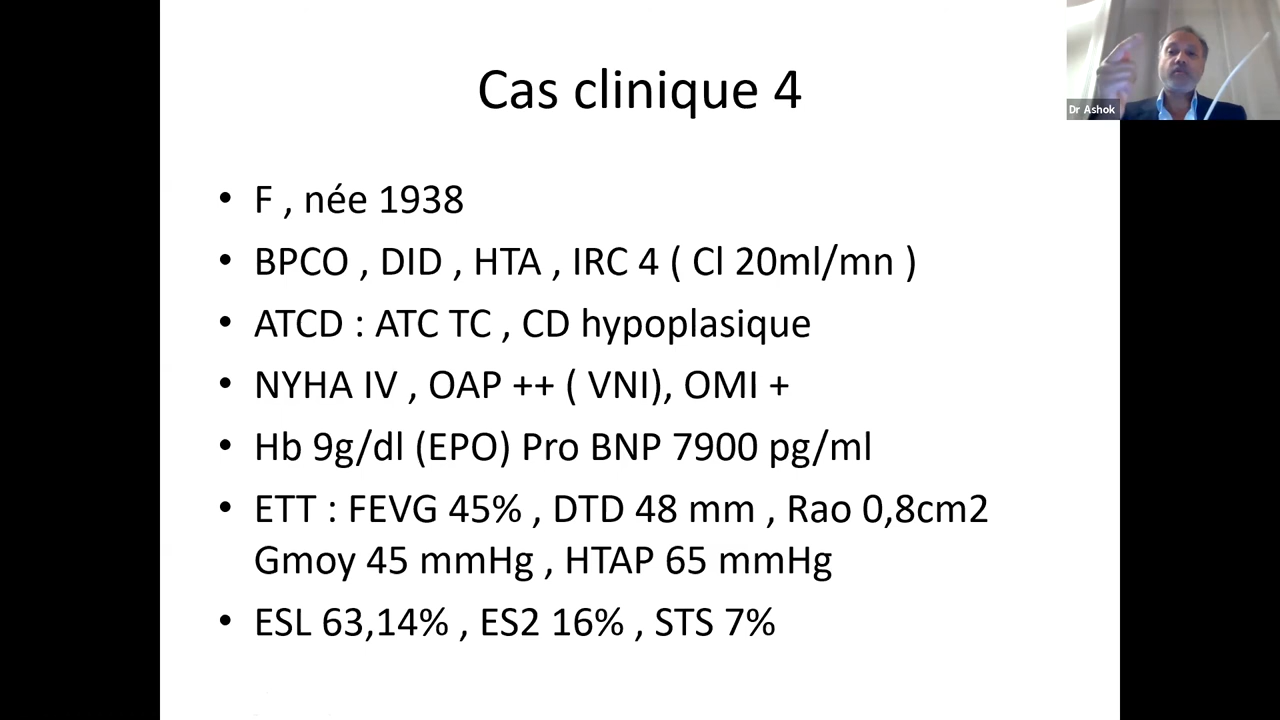 Cas clinique 4
Dr Ashok
• F , née 1938
• BPCO , DID , HTA , IRC 4 ( Cl 20ml/mn )
• ATCD : ATC TC , CD hypoplasique
• NYHA IV , OAP ++ ( VNI), OMI +
• Hb 9g/dl (EPO) Pro BNP 7900 pg/ml
• ETT : FEVG 45% , DTD 48 mm , Rao 0,8cm2
Gmoy 45 mmHg , HTAP 65 mmHg
• ESL 63,14% , ES2 16% , STS 7%